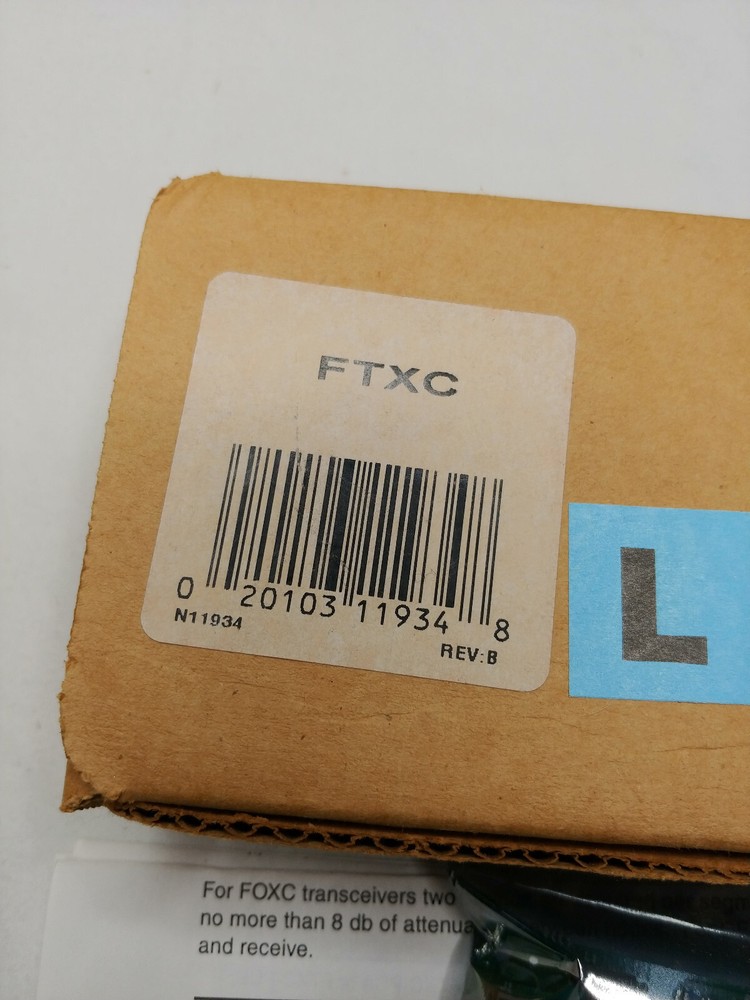 FTXC
0 20103 11934 8
N11934
REV:B
L
For FOXC transceivers two
no more than 8 db of attenua
and receive.